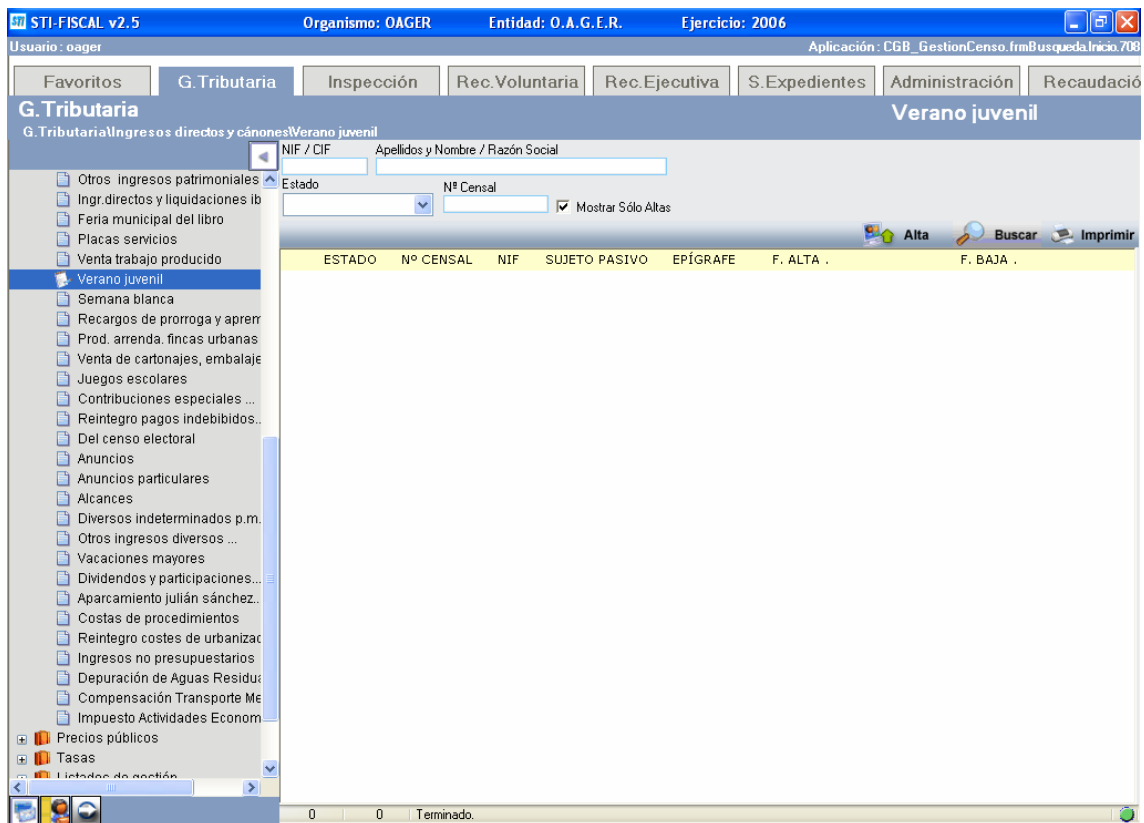 STI-FISCAL v2.5 Organismo: OAGER Entidad: O.A.G.E.R. Ejercicio: 2006
Usuario : oager Aplicación : CGB_GestionCenso.frmBusqueda.Inicio.708
Favoritos G.Tributaria Inspección Rec.Voluntaria Rec.Ejecutiva S.Expedientes Administración Recaudació
G.Tributaria Verano juvenil
G.Tributaria\Ingresos directos y cánones\Verano juvenil
NIF / CIF Apellidos y Nombre / Razón Social
Estado Nº Censal
Mostrar Sólo Altas
Alta Buscar Imprimir
ESTADO Nº CENSAL NIF SUJETO PASIVO EPÍGRAFE F. ALTA . F. BAJA .
Otros ingresos patrimoniales
Ingr.directos y liquidaciones ib
Feria municipal del libro
Placas servicios
Venta trabajo producido
Verano juvenil
Semana blanca
Recargos de prorroga y aprem
Prod. arrenda. fincas urbanas
Venta de cartonajes, embalaje
Juegos escolares
Contribuciones especiales ...
Reintegro pagos indebibidos..
Del censo electoral
Anuncios
Anuncios particulares
Alcances
Diversos indeterminados p.m.
Otros ingresos diversos ...
Vacaciones mayores
Dividendos y participaciones...
Aparcamiento julián sánchez..
Costas de procedimientos
Reintegro costes de urbanizac
Ingresos no presupuestarios
Depuración de Aguas Residua
Compensación Transporte Me
Impuesto Actividades Econom
Precios públicos
Tasas
Listados de gestión
0 0 Terminado.